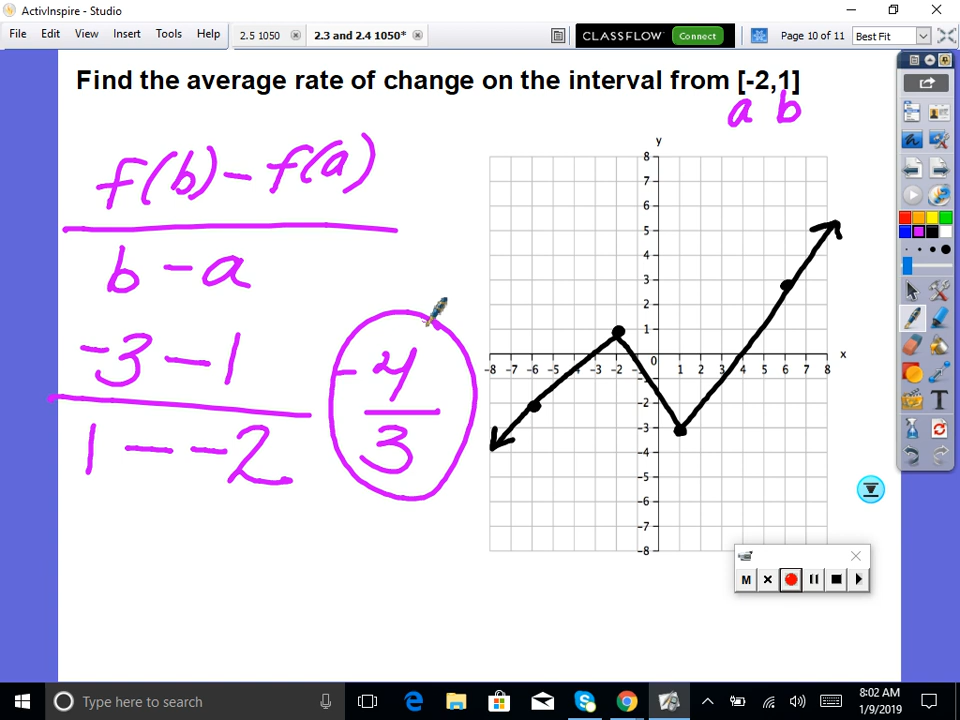 ActivInspire - Studio
File Edit View Insert Tools Help
2.5 1050
2.3 and 2.4 1050*
CLASSFLOW Connect
Page 10 of 11
Best Fit
Find the average rate of change on the interval from [-2,1]
a b
f(b) - f(a)
b - a
-3 - 1
1 - -2
-4
3
y
8
7
6
5
4
3
2
1
0
-8 -7 -6 -5 -4 -3 -2 1 2 3 4 5 6 7 8
x
-1
-2
-3
-4
-5
-6
-7
-8
T
M
Type here to search
8:02 AM
1/9/2019